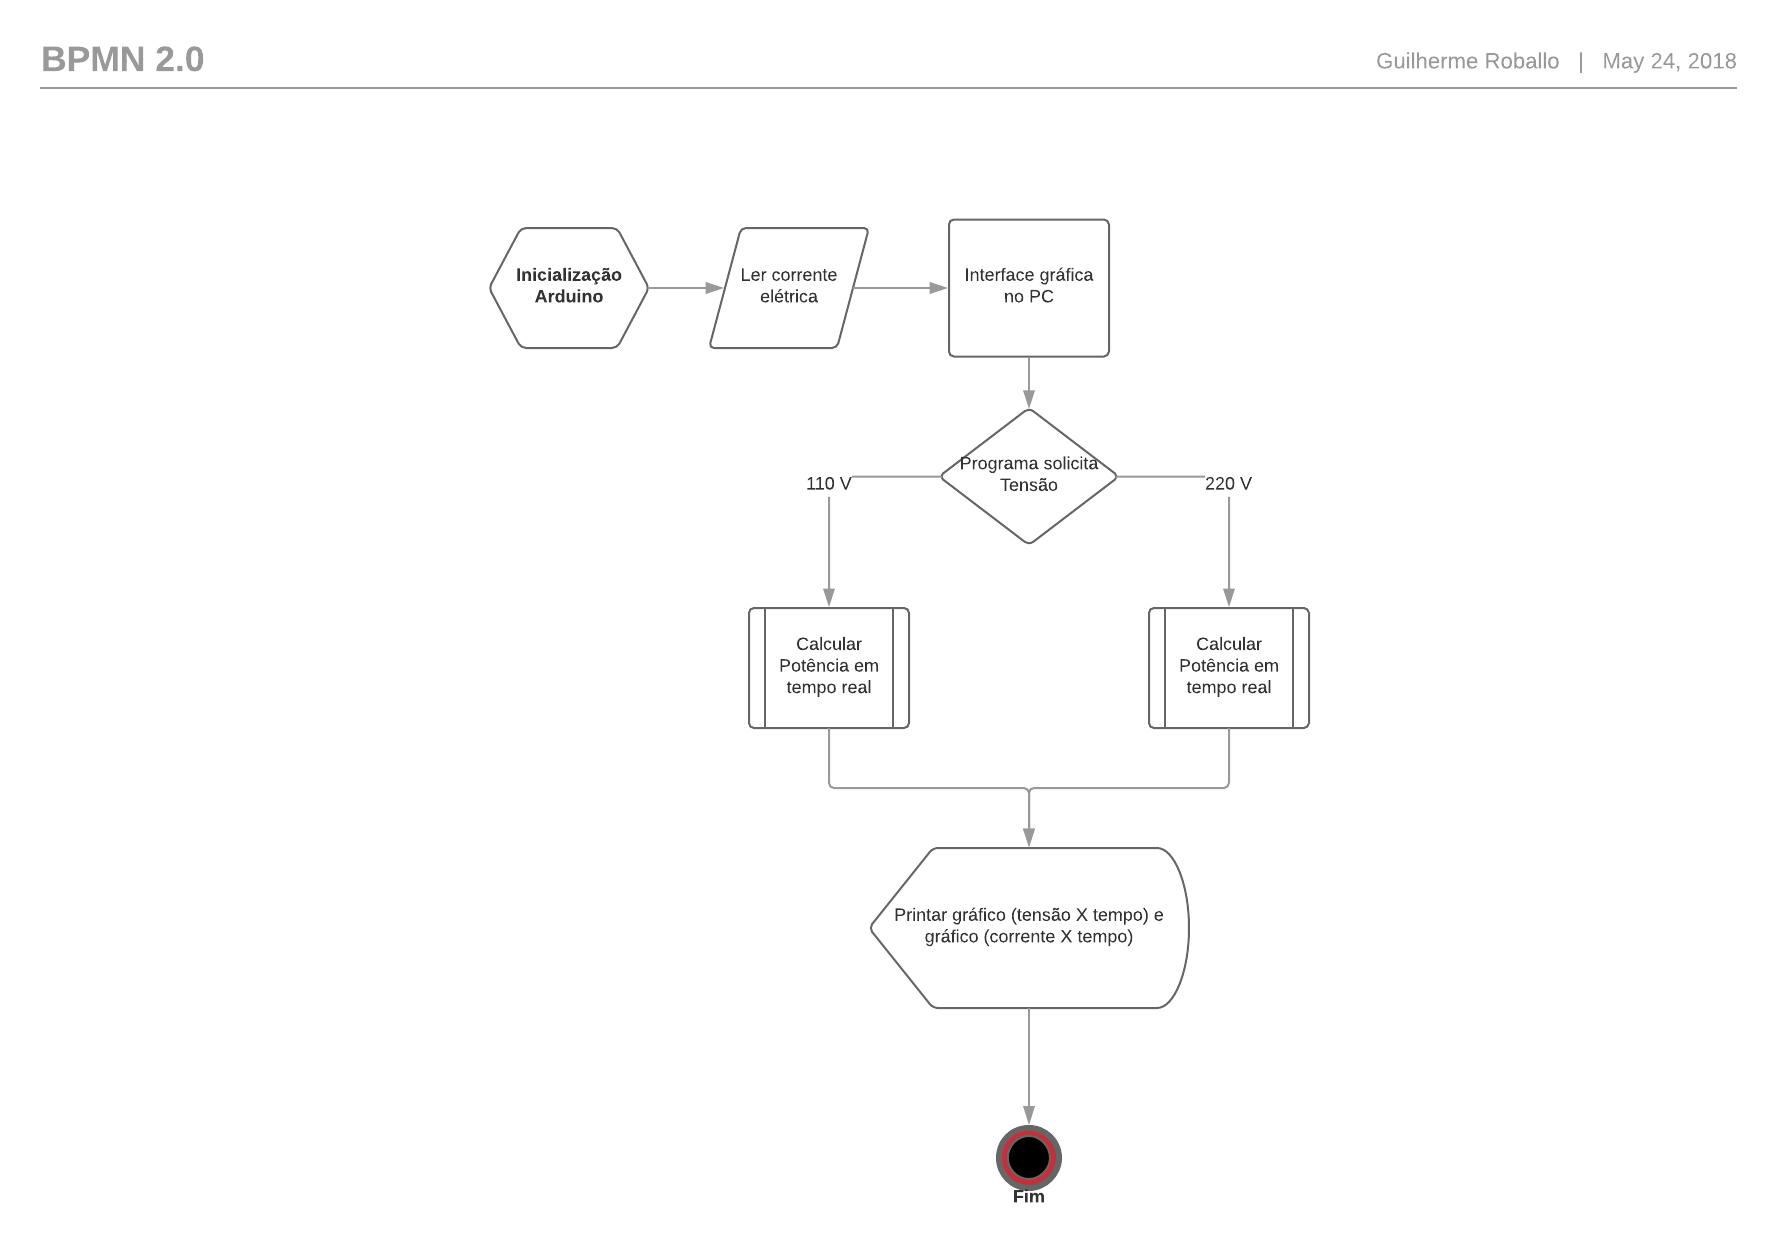 BPMN 2.0
Guilherme Roballo | May 24, 2018
Inicialização
Arduino
Ler corrente
elétrica
Interface gráfica
no PC
Programa solicita
Tensão
110 V
220 V
Calcular
Potência em
tempo real
Calcular
Potência em
tempo real
Printar gráfico (tensão X tempo) e
gráfico (corrente X tempo)
Fim